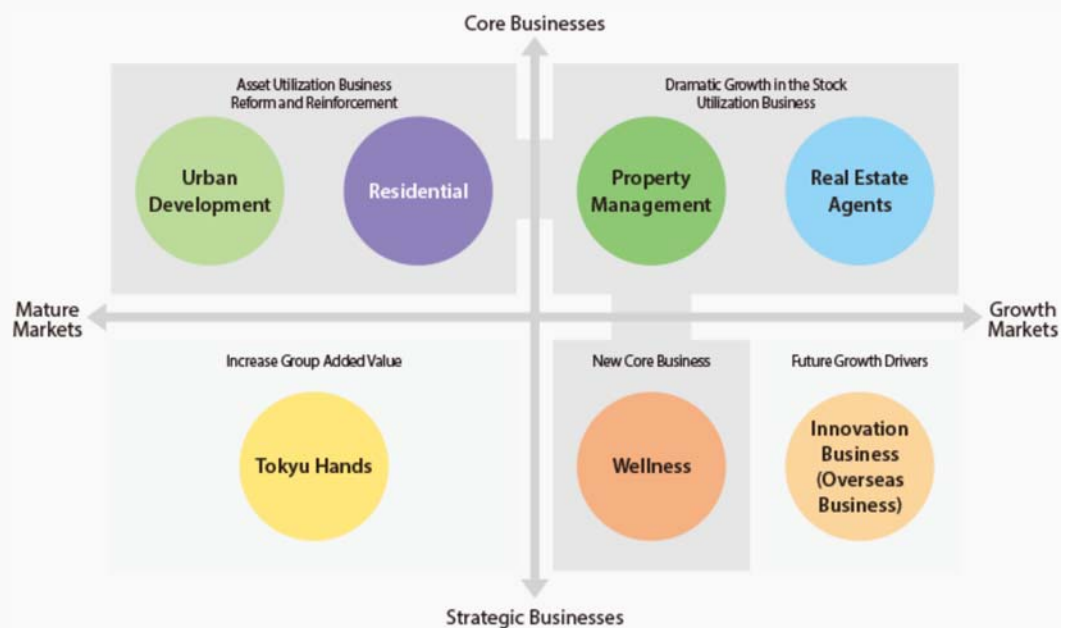 Core Businesses
Asset Utilization Business
Reform and Reinforcement
Dramatic Growth in the Stock
Utilization Business
Urban
Development
Residential
Property
Management
Real Estate
Agents
Mature
Markets
Growth
Markets
Increase Group Added Value
New Core Business
Future Growth Drivers
Tokyu Hands
Wellness
Innovation
Business
(Overseas
Business)
Strategic Businesses